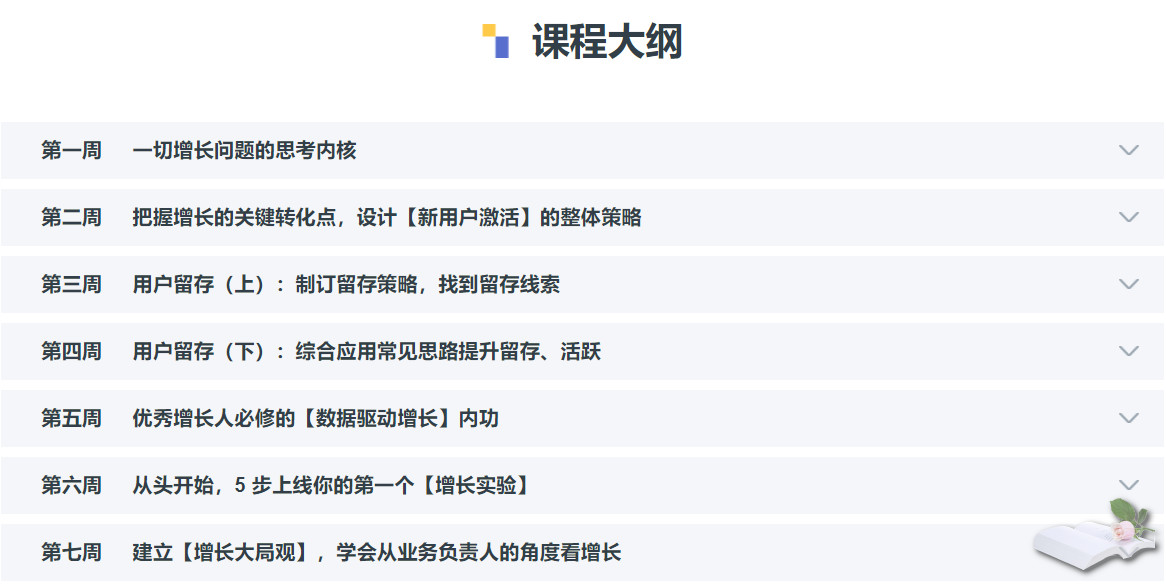 课程大纲
第一周 一切增长问题的思考内核
第二周 把握增长的关键转化点，设计【新用户激活】的整体策略
第三周 用户留存（上）：制订留存策略，找到留存线索
第四周 用户留存（下）：综合应用常见思路提升留存、活跃
第五周 优秀增长人必修的【数据驱动增长】内功
第六周 从头开始，5 步上线你的第一个【增长实验】
第七周 建立【增长大局观】，学会从业务负责人的角度看增长